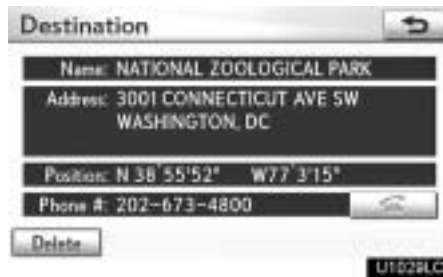 Destination
Name: NATIONAL ZOOLOGICAL PARK
Address: 3001 CONNECTICUT AVE SW
WASHINGTON, DC
Position: N 38°55'52" W77°3'15"
Phone #: 202-673-4800
Delete
U1029LC